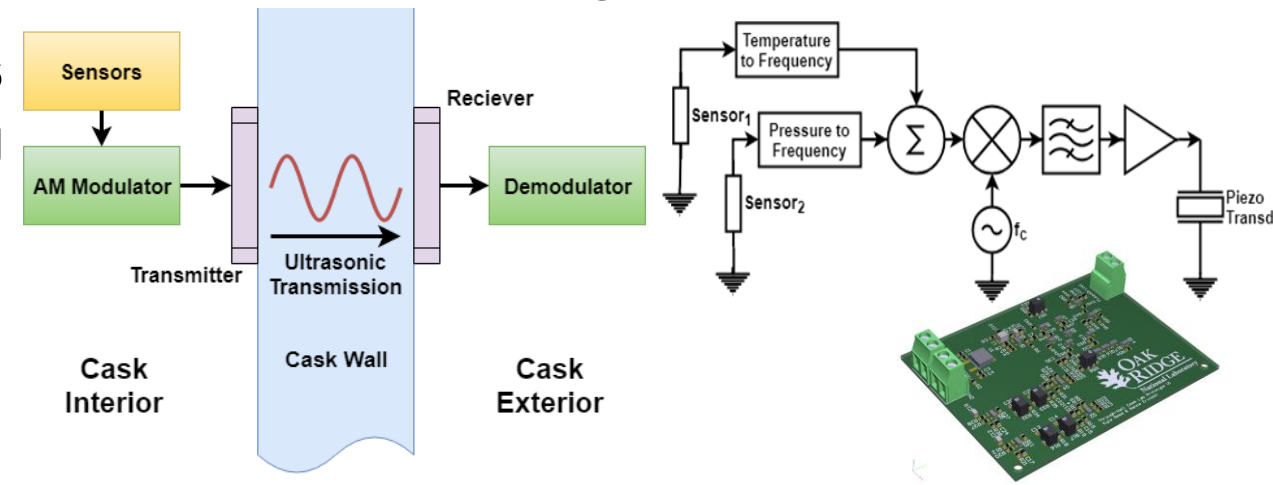 Sensors
AM Modulator
Transmitter
Reciever
Ultrasonic
Transmission
Cask Wall
Demodulator
Cask
Interior
Cask
Exterior
Temperature
to Frequency
Sensor₁
Pressure to
Frequency
Sensor₂
Σ
f_c
Piezo
Transd
OAK
RIDGE
National Laboratory